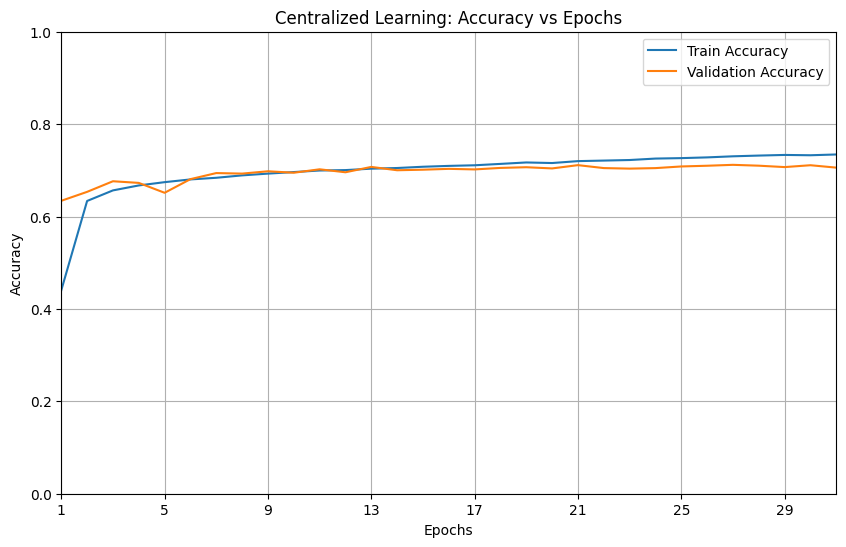 Centralized Learning: Accuracy vs Epochs
1.0
Train Accuracy
Validation Accuracy
0.8
0.6
Accuracy
0.4
0.2
0.0
1 5 9 13 17 21 25 29
Epochs